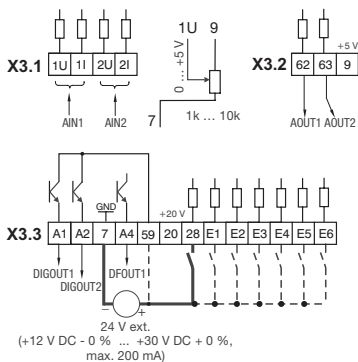 1U 9
X3.1 1U 1I 2U 2I
0 ... +5 V
AIN1 AIN2
7
1k ... 10k
+5 V
X3.2 62 63 9
AOUT1 AOUT2
GND
+20 V
X3.3 A1 A2 7 A4 59 20 28 E1 E2 E3 E4 E5 E6
DIGOUT1
DIGOUT2
DFOUT1
– +
24 V ext.
(+12 V DC - 0 % ... +30 V DC + 0 %,
max. 200 mA)